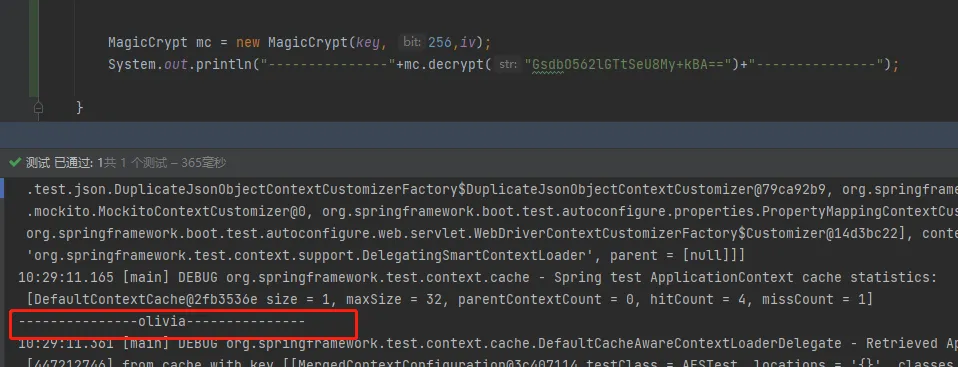 MagicCrypt mc = new MagicCrypt(key, bit: 256,iv);
System.out.println("---------------"+mc.decrypt( str: "GsdbO562lGTtSeU8My+kBA==")+"---------------");
}
测试 已通过: 1共 1 个测试 – 365毫秒
.test.json.DuplicateJsonObjectContextCustomizerFactory$DuplicateJsonObjectContextCustomizer@79ca92b9, org.springframe
.mockito.MockitoContextCustomizer@0, org.springframework.boot.test.autoconfigure.properties.PropertyMappingContextCus
org.springframework.boot.test.autoconfigure.web.servlet.WebDriverContextCustomizerFactory$Customizer@14d3bc22], conte
'org.springframework.test.context.support.DelegatingSmartContextLoader', parent = [null]]]
10:29:11.165 [main] DEBUG org.springframework.test.context.cache - Spring test ApplicationContext cache statistics:
[DefaultContextCache@2fb3536e size = 1, maxSize = 32, parentContextCount = 0, hitCount = 4, missCount = 1]
---------------olivia---------------
10:29:11.361 [main] DEBUG org.springframework.test.context.cache.DefaultCacheAwareContextLoaderDelegate - Retrieved Ap
[447212746] from cache with key [[MergedContextConfiguration@3c407114 testClass = AESTest, locations = '{}', classes